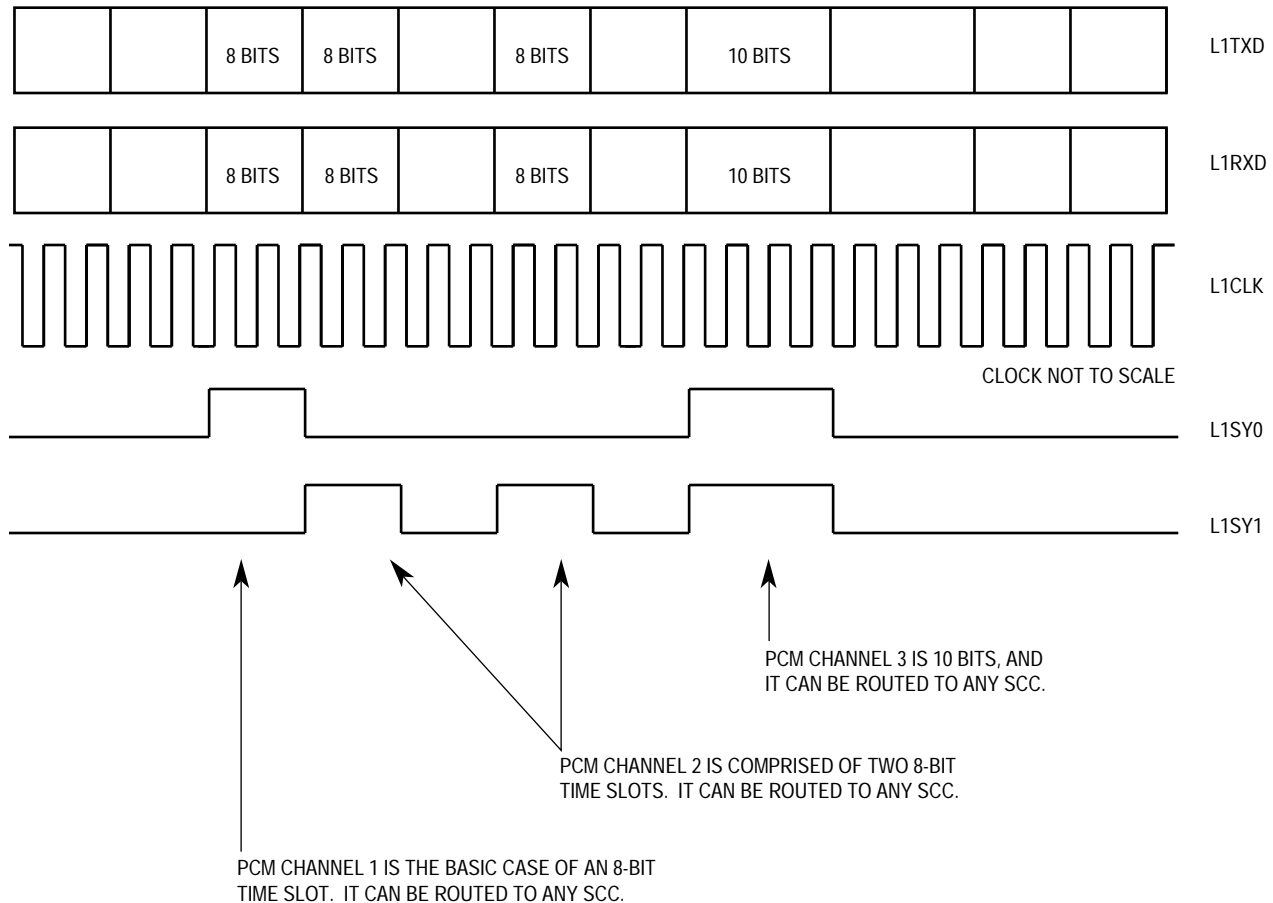 8 BITS 8 BITS 8 BITS 10 BITS L1TXD
8 BITS 8 BITS 8 BITS 10 BITS L1RXD
L1CLK
CLOCK NOT TO SCALE
L1SY0
L1SY1
PCM CHANNEL 3 IS 10 BITS, AND
IT CAN BE ROUTED TO ANY SCC.
PCM CHANNEL 2 IS COMPRISED OF TWO 8-BIT
TIME SLOTS. IT CAN BE ROUTED TO ANY SCC.
PCM CHANNEL 1 IS THE BASIC CASE OF AN 8-BIT
TIME SLOT. IT CAN BE ROUTED TO ANY SCC.